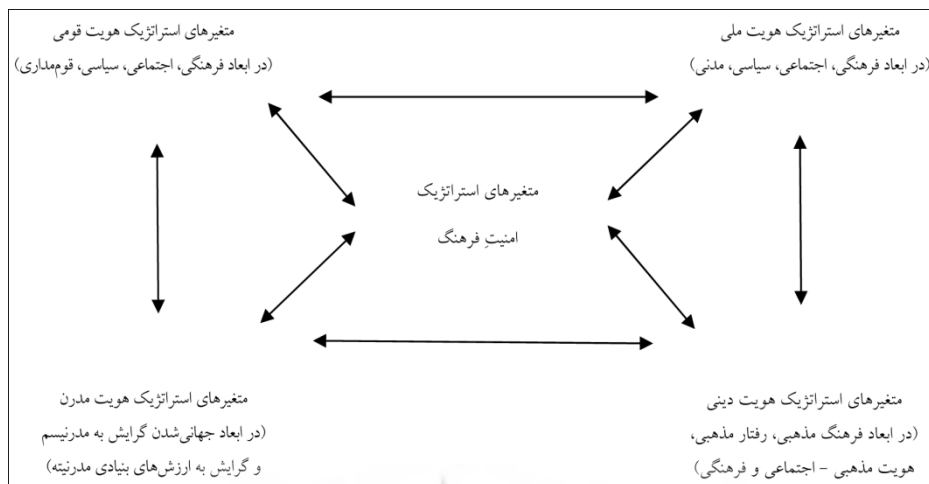 متغیرهای استراتژیک هویت ملی
(در ابعاد فرهنگی، اجتماعی، سیاسی، مدنی)
متغیرهای استراتژیک هویت قومی
(در ابعاد فرهنگی، اجتماعی، سیاسی، قوم‌مداری)
متغیرهای استراتژیک
امنیتِ فرهنگ
متغیرهای استراتژیک هویت دینی
(در ابعاد فرهنگ مذهبی، رفتار مذهبی،
هویت مذهبی – اجتماعی و فرهنگی)
متغیرهای استراتژیک هویت مدرن
(در ابعاد جهانی‌شدن گرایش به مدرنیسم
و گرایش به ارزش‌های بنیادی مدرنیته)